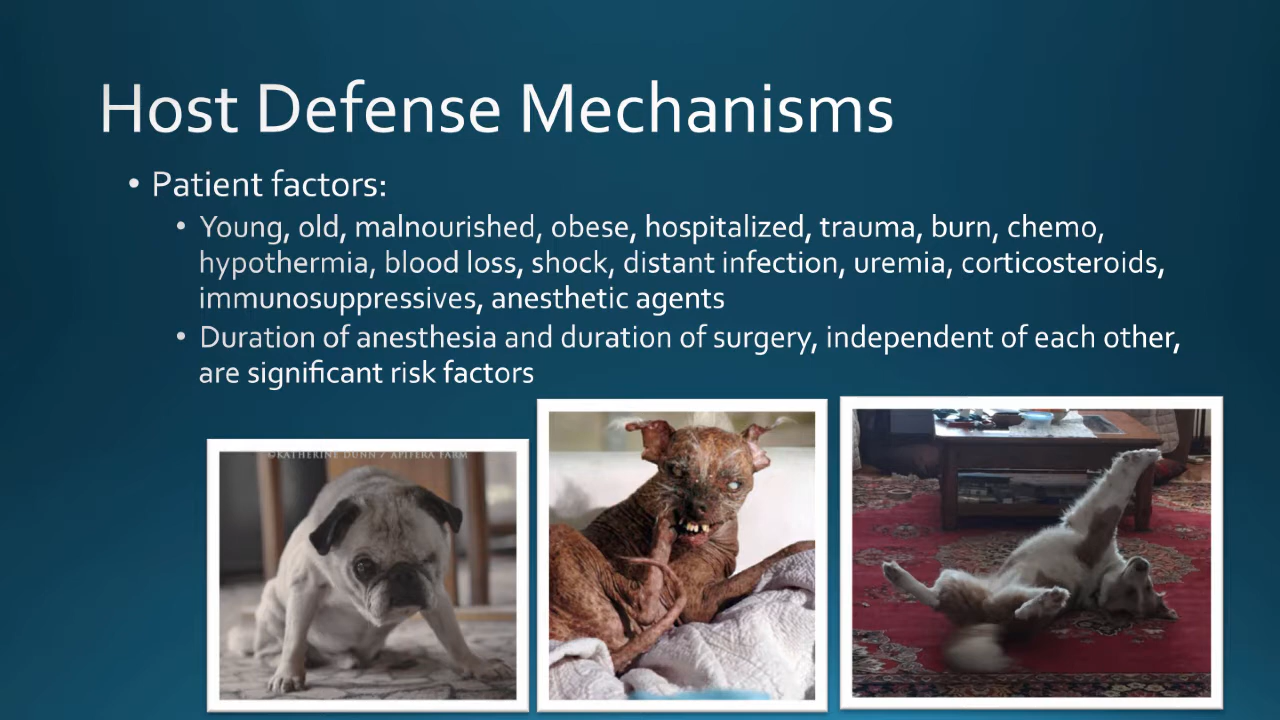 Host Defense Mechanisms
• Patient factors:
• Young, old, malnourished, obese, hospitalized, trauma, burn, chemo,
hypothermia, blood loss, shock, distant infection, uremia, corticosteroids,
immunosuppressives, anesthetic agents
• Duration of anesthesia and duration of surgery, independent of each other,
are significant risk factors
©KATHERINE DUNN / APIFERA FARM